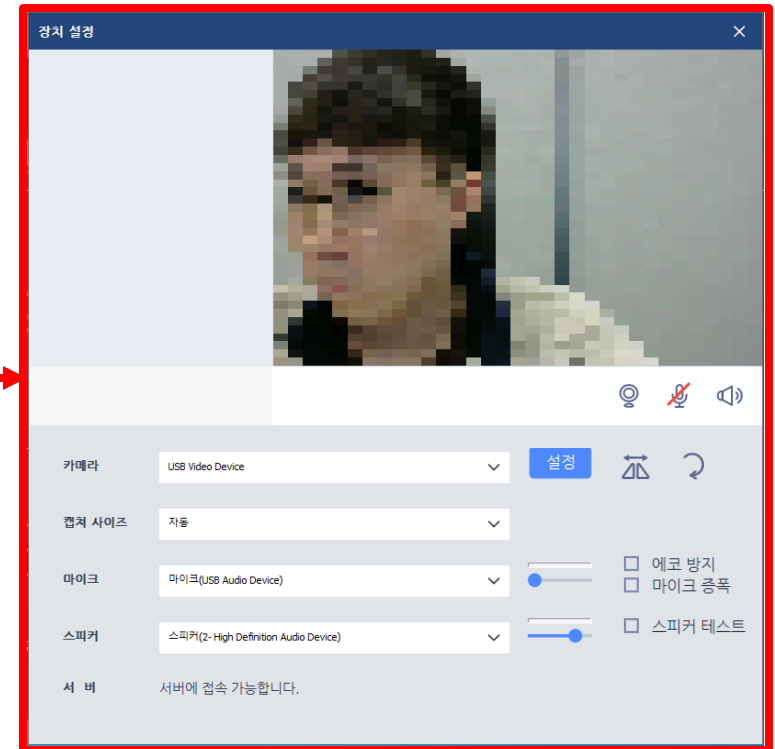 장치 설정
카메라 USB Video Device 설정
캡쳐 사이즈 자동
에코 방지
마이크 마이크(USB Audio Device) 마이크 증폭
스피커 스피커(2- High Definition Audio Device) 스피커 테스트
서 버 서버에 접속 가능합니다.